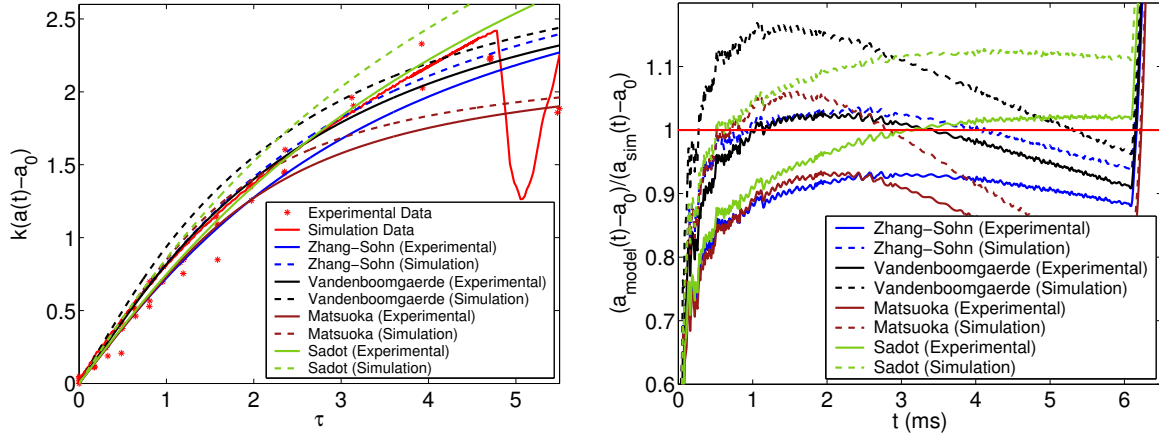 k(a(t)−a0)
2.5
2
1.5
1
0.5
0
0 1 2 3 4 5
τ
Experimental Data
Simulation Data
Zhang−Sohn (Experimental)
Zhang−Sohn (Simulation)
Vandenboomgaerde (Experimental)
Vandenboomgaerde (Simulation)
Matsuoka (Experimental)
Matsuoka (Simulation)
Sadot (Experimental)
Sadot (Simulation)
(a_model(t)−a0)/(a_sim(t)−a0)
1.1
1
0.9
0.8
0.7
0.6
0 1 2 3 4 5 6
t (ms)
Zhang−Sohn (Experimental)
Zhang−Sohn (Simulation)
Vandenboomgaerde (Experimental)
Vandenboomgaerde (Simulation)
Matsuoka (Experimental)
Matsuoka (Simulation)
Sadot (Experimental)
Sadot (Simulation)